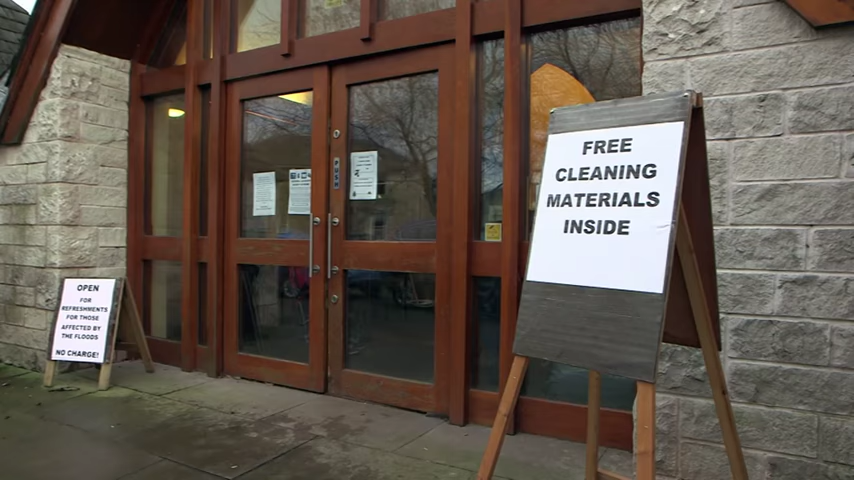 OPEN
FOR
REFRESHMENTS
FOR THOSE
AFFECTED BY
THE FLOODS
NO CHARGE!
FREE
CLEANING
MATERIALS
INSIDE